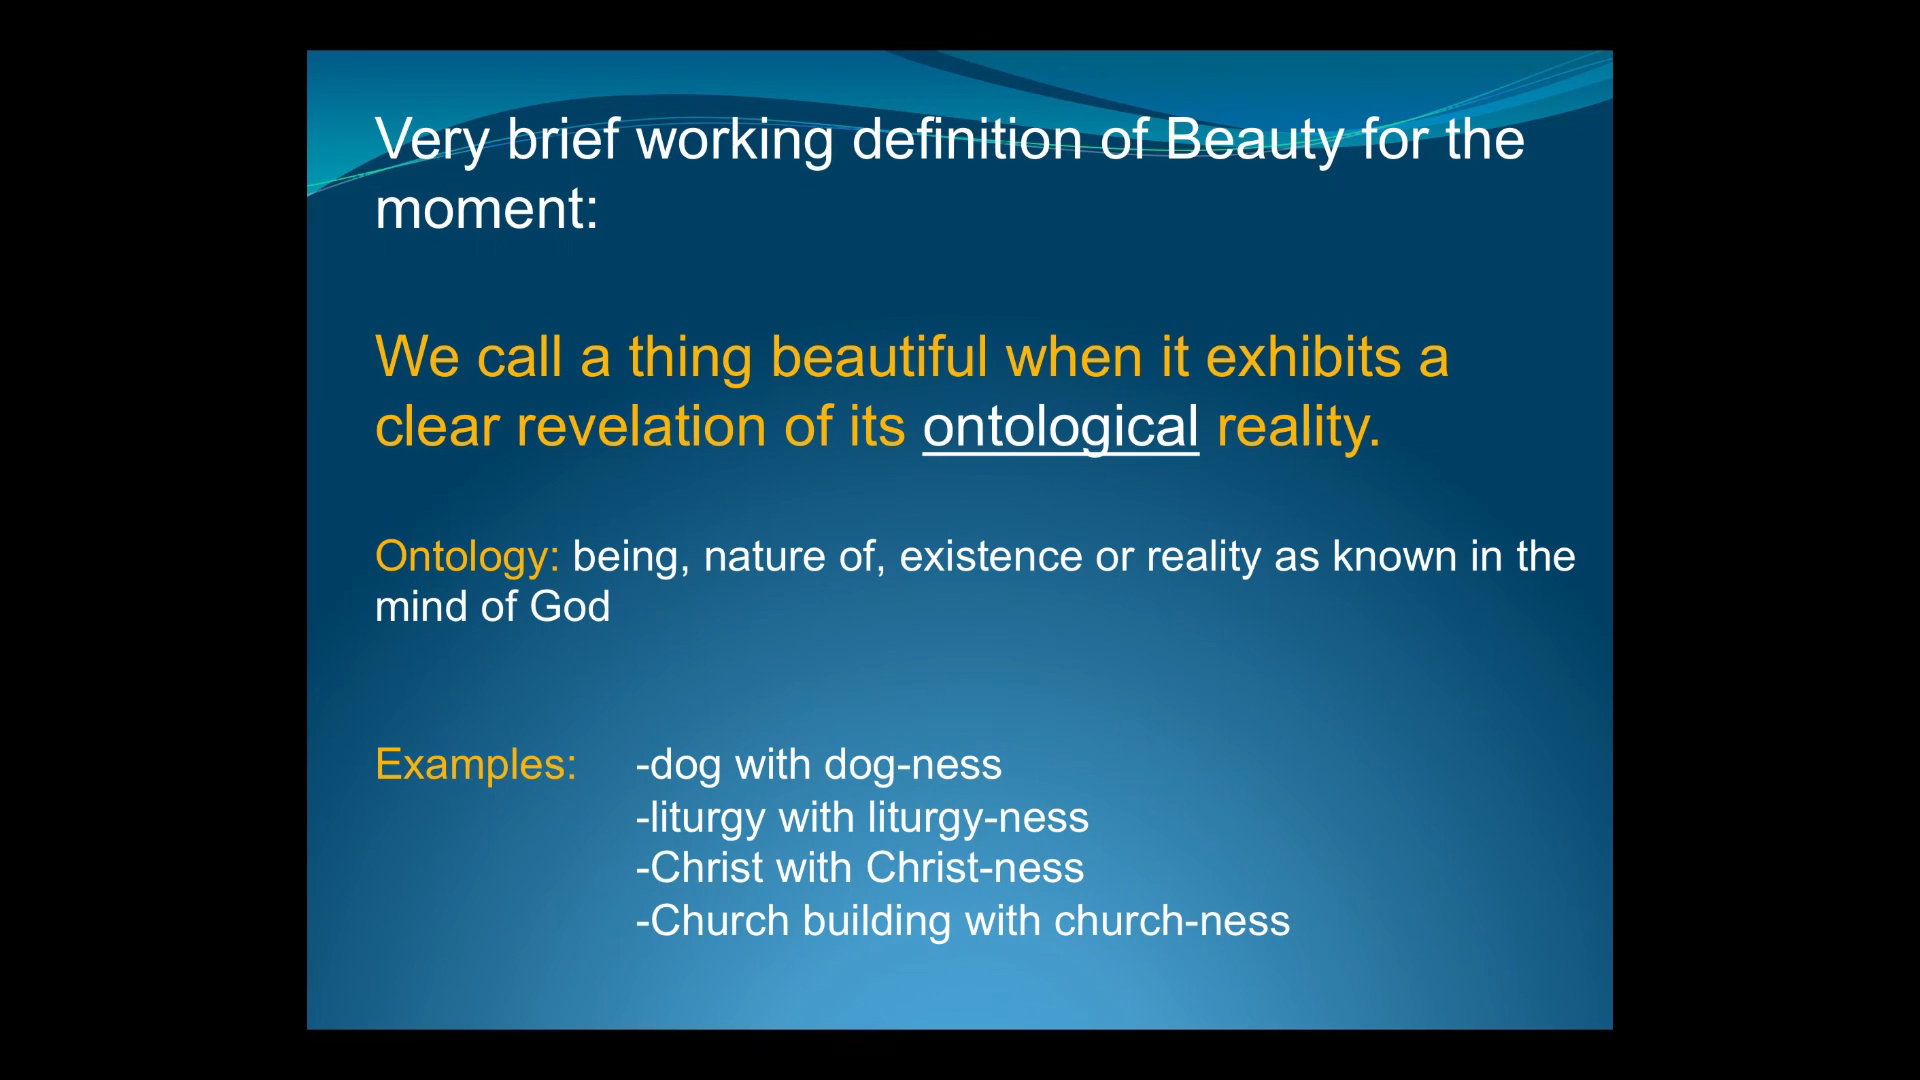 Very brief working definition of Beauty for the
moment:
We call a thing beautiful when it exhibits a
clear revelation of its ontological reality.
Ontology: being, nature of, existence or reality as known in the
mind of God
Examples: -dog with dog-ness
-liturgy with liturgy-ness
-Christ with Christ-ness
-Church building with church-ness